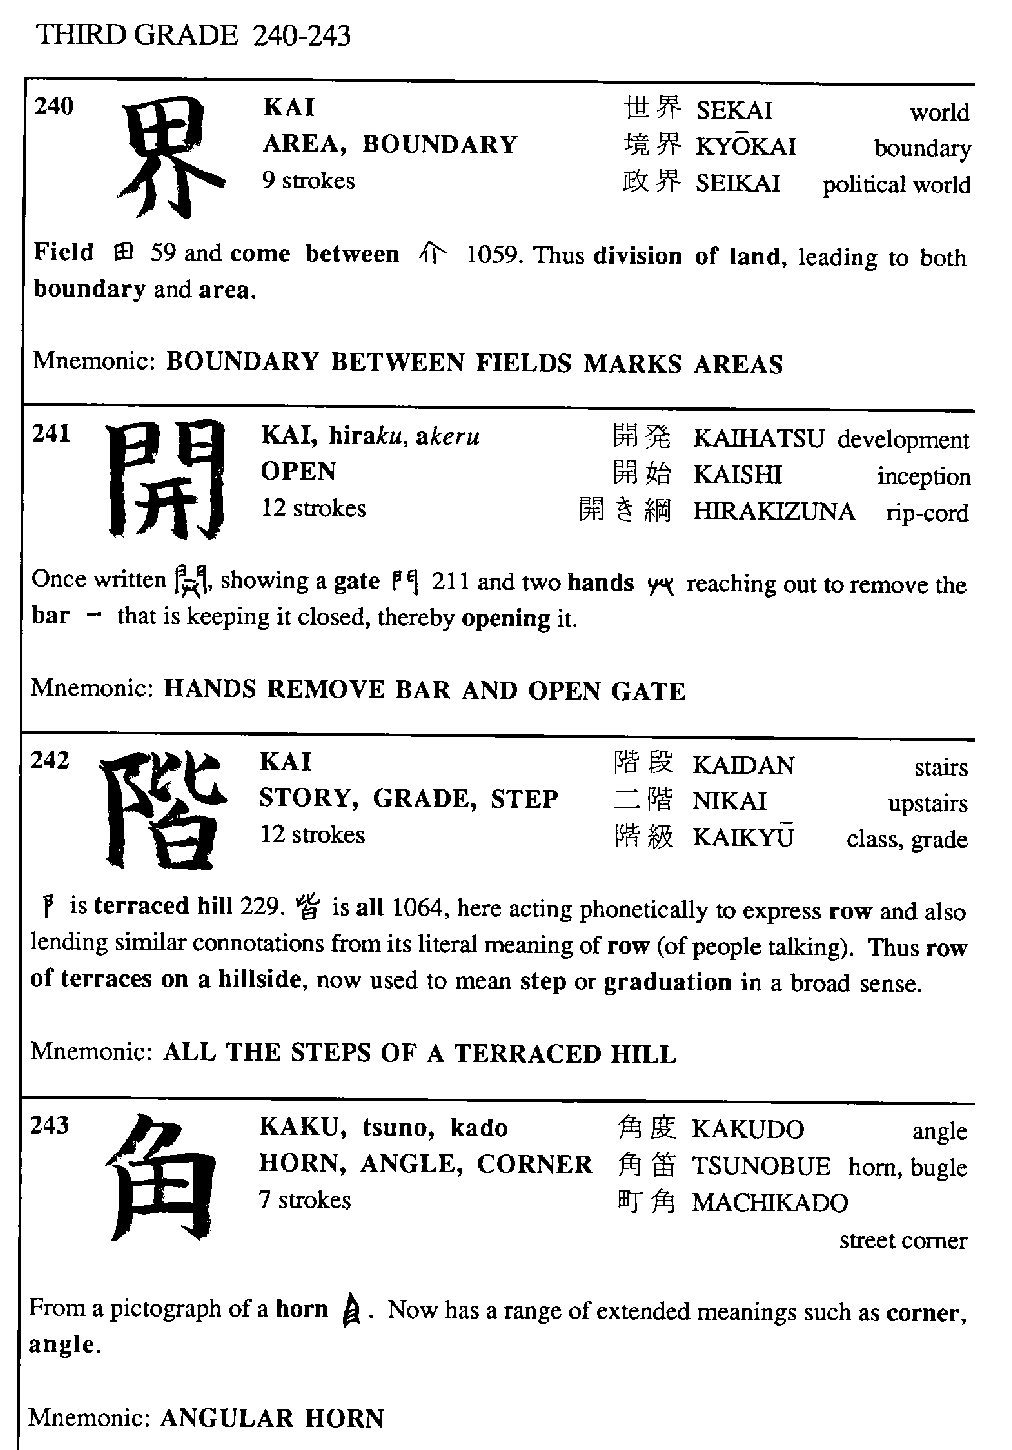 THIRD GRADE 240-243
240 界 KAI 世界 SEKAI world
AREA, BOUNDARY 境界 KYŌKAI boundary
9 strokes 政界 SEIKAI political world
Field 田 59 and come between 介 1059. Thus division of land, leading to both
boundary and area.
Mnemonic: BOUNDARY BETWEEN FIELDS MARKS AREAS
241 開 KAI, hiraku, akeru 開発 KAIHATSU development
OPEN 開始 KAISHI inception
12 strokes 開き綱 HIRAKIZUNA rip-cord
Once written , showing a gate 門 211 and two hands reaching out to remove the
bar 一 that is keeping it closed, thereby opening it.
Mnemonic: HANDS REMOVE BAR AND OPEN GATE
242 階 KAI 階段 KAIDAN stairs
STORY, GRADE, STEP 二階 NIKAI upstairs
12 strokes 階級 KAIKYŪ class, grade
阝 is terraced hill 229. 皆 is all 1064, here acting phonetically to express row and also
lending similar connotations from its literal meaning of row (of people talking). Thus row
of terraces on a hillside, now used to mean step or graduation in a broad sense.
Mnemonic: ALL THE STEPS OF A TERRACED HILL
243 角 KAKU, tsuno, kado 角度 KAKUDO angle
HORN, ANGLE, CORNER 角笛 TSUNOBUE horn, bugle
7 strokes 町角 MACHIKADO
street corner
From a pictograph of a horn . Now has a range of extended meanings such as corner,
angle.
Mnemonic: ANGULAR HORN